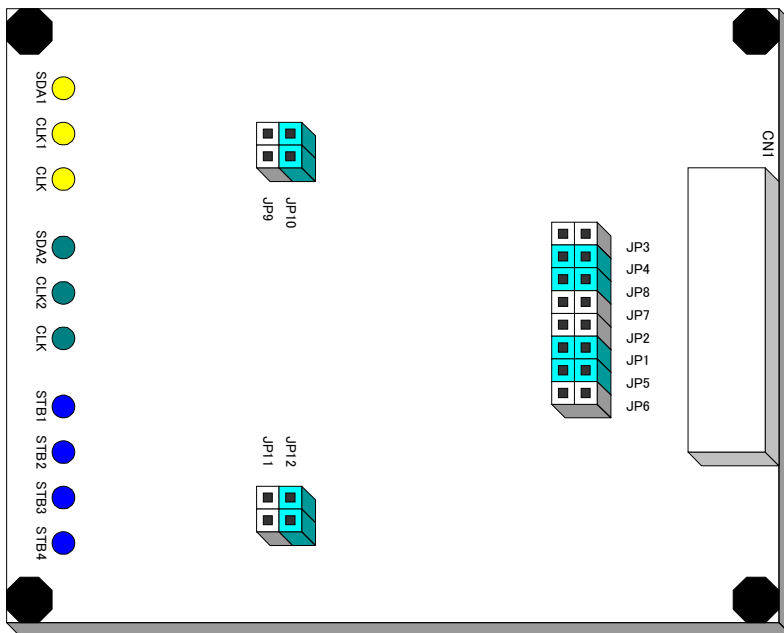 SDA1
CLK1
CLK
SDA2
CLK2
CLK
STB1
STB2
STB3
STB4
JP9
JP10
JP11
JP12
JP3
JP4
JP8
JP7
JP2
JP1
JP5
JP6
CN1